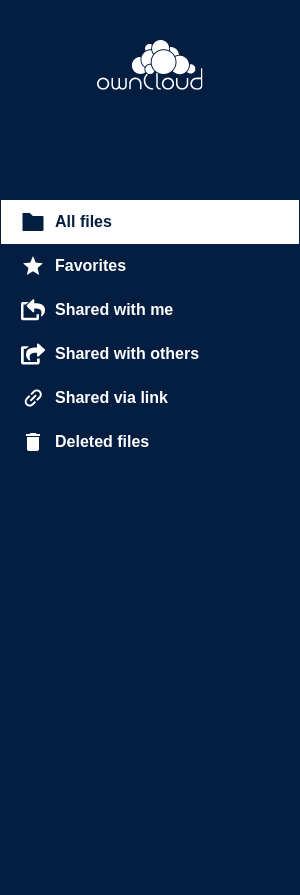 ownCloud
All files
Favorites
Shared with me
Shared with others
Shared via link
Deleted files